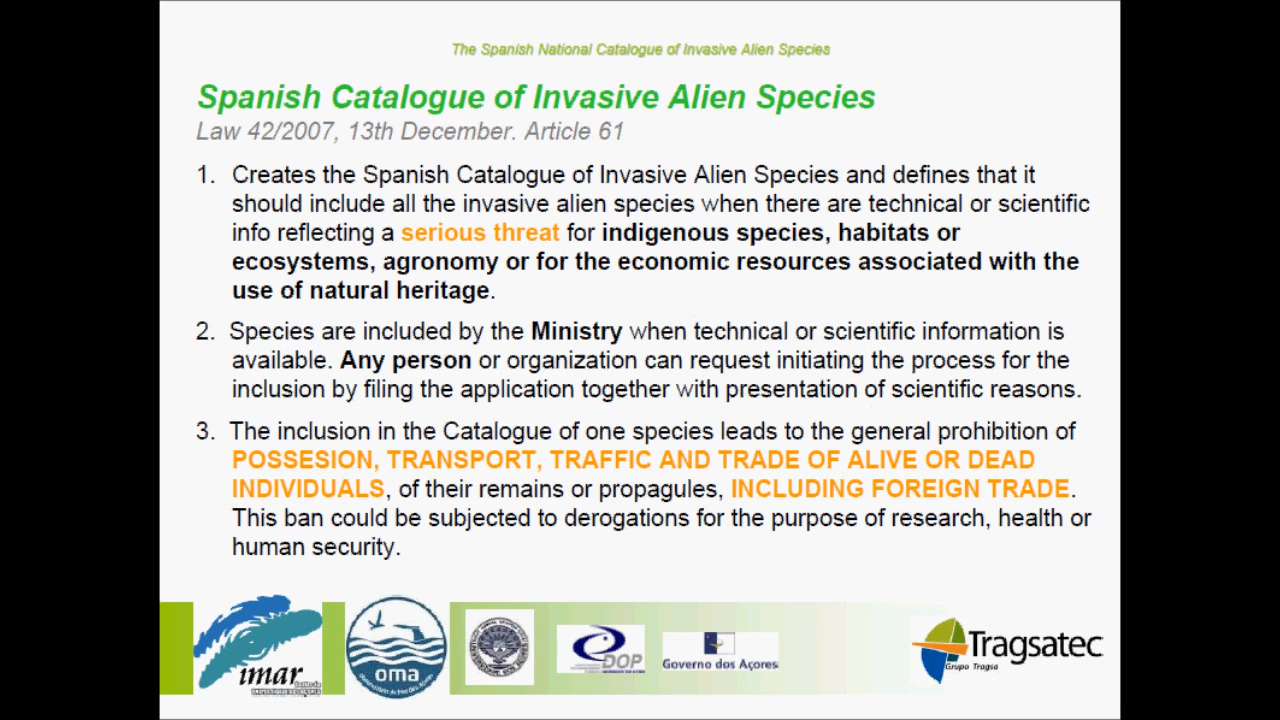 The Spanish National Catalogue of Invasive Alien Species
Spanish Catalogue of Invasive Alien Species
Law 42/2007, 13th December. Article 61
1. Creates the Spanish Catalogue of Invasive Alien Species and defines that it
should include all the invasive alien species when there are technical or scientific
info reflecting a serious threat for indigenous species, habitats or
ecosystems, agronomy or for the economic resources associated with the
use of natural heritage.
2. Species are included by the Ministry when technical or scientific information is
available. Any person or organization can request initiating the process for the
inclusion by filing the application together with presentation of scientific reasons.
3. The inclusion in the Catalogue of one species leads to the general prohibition of
POSSESION, TRANSPORT, TRAFFIC AND TRADE OF ALIVE OR DEAD
INDIVIDUALS, of their remains or propagules, INCLUDING FOREIGN TRADE.
This ban could be subjected to derogations for the purpose of research, health or
human security.
imar
oma
DOP
Governo dos Açores
Tragsatec
Grupo Tragsa